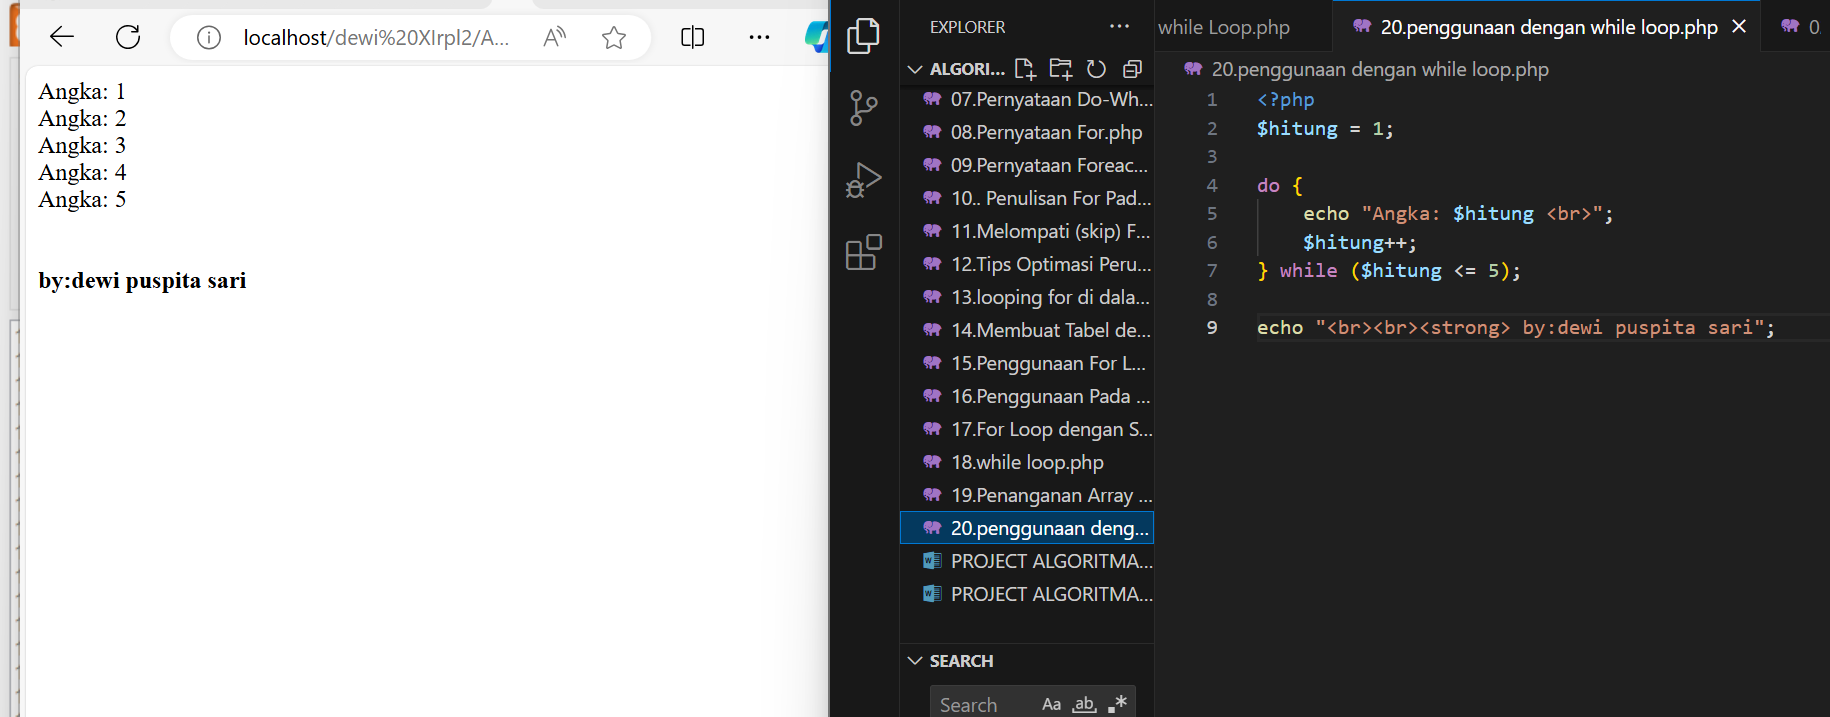 localhost/dewi%20XIrpl2/A...
Angka: 1
Angka: 2
Angka: 3
Angka: 4
Angka: 5
by:dewi puspita sari
EXPLORER
ALGORI...
07.Pernyataan Do-Wh...
08.Pernyataan For.php
09.Pernyataan Foreac...
10.. Penulisan For Pad...
11.Melompati (skip) F...
12.Tips Optimasi Peru...
13.looping for di dala...
14.Membuat Tabel de...
15.Penggunaan For L...
16.Penggunaan Pada ...
17.For Loop dengan S...
18.while loop.php
19.Penanganan Array ...
20.penggunaan deng...
PROJECT ALGORITMA...
PROJECT ALGORITMA...
SEARCH
Search Aa ab .*
while Loop.php
20.penggunaan dengan while loop.php
0.
20.penggunaan dengan while loop.php
1 <?php
2 $hitung = 1;
3
4 do {
5 echo "Angka: $hitung <br>";
6 $hitung++;
7 } while ($hitung <= 5);
8
9 echo "<br><br><strong> by:dewi puspita sari";